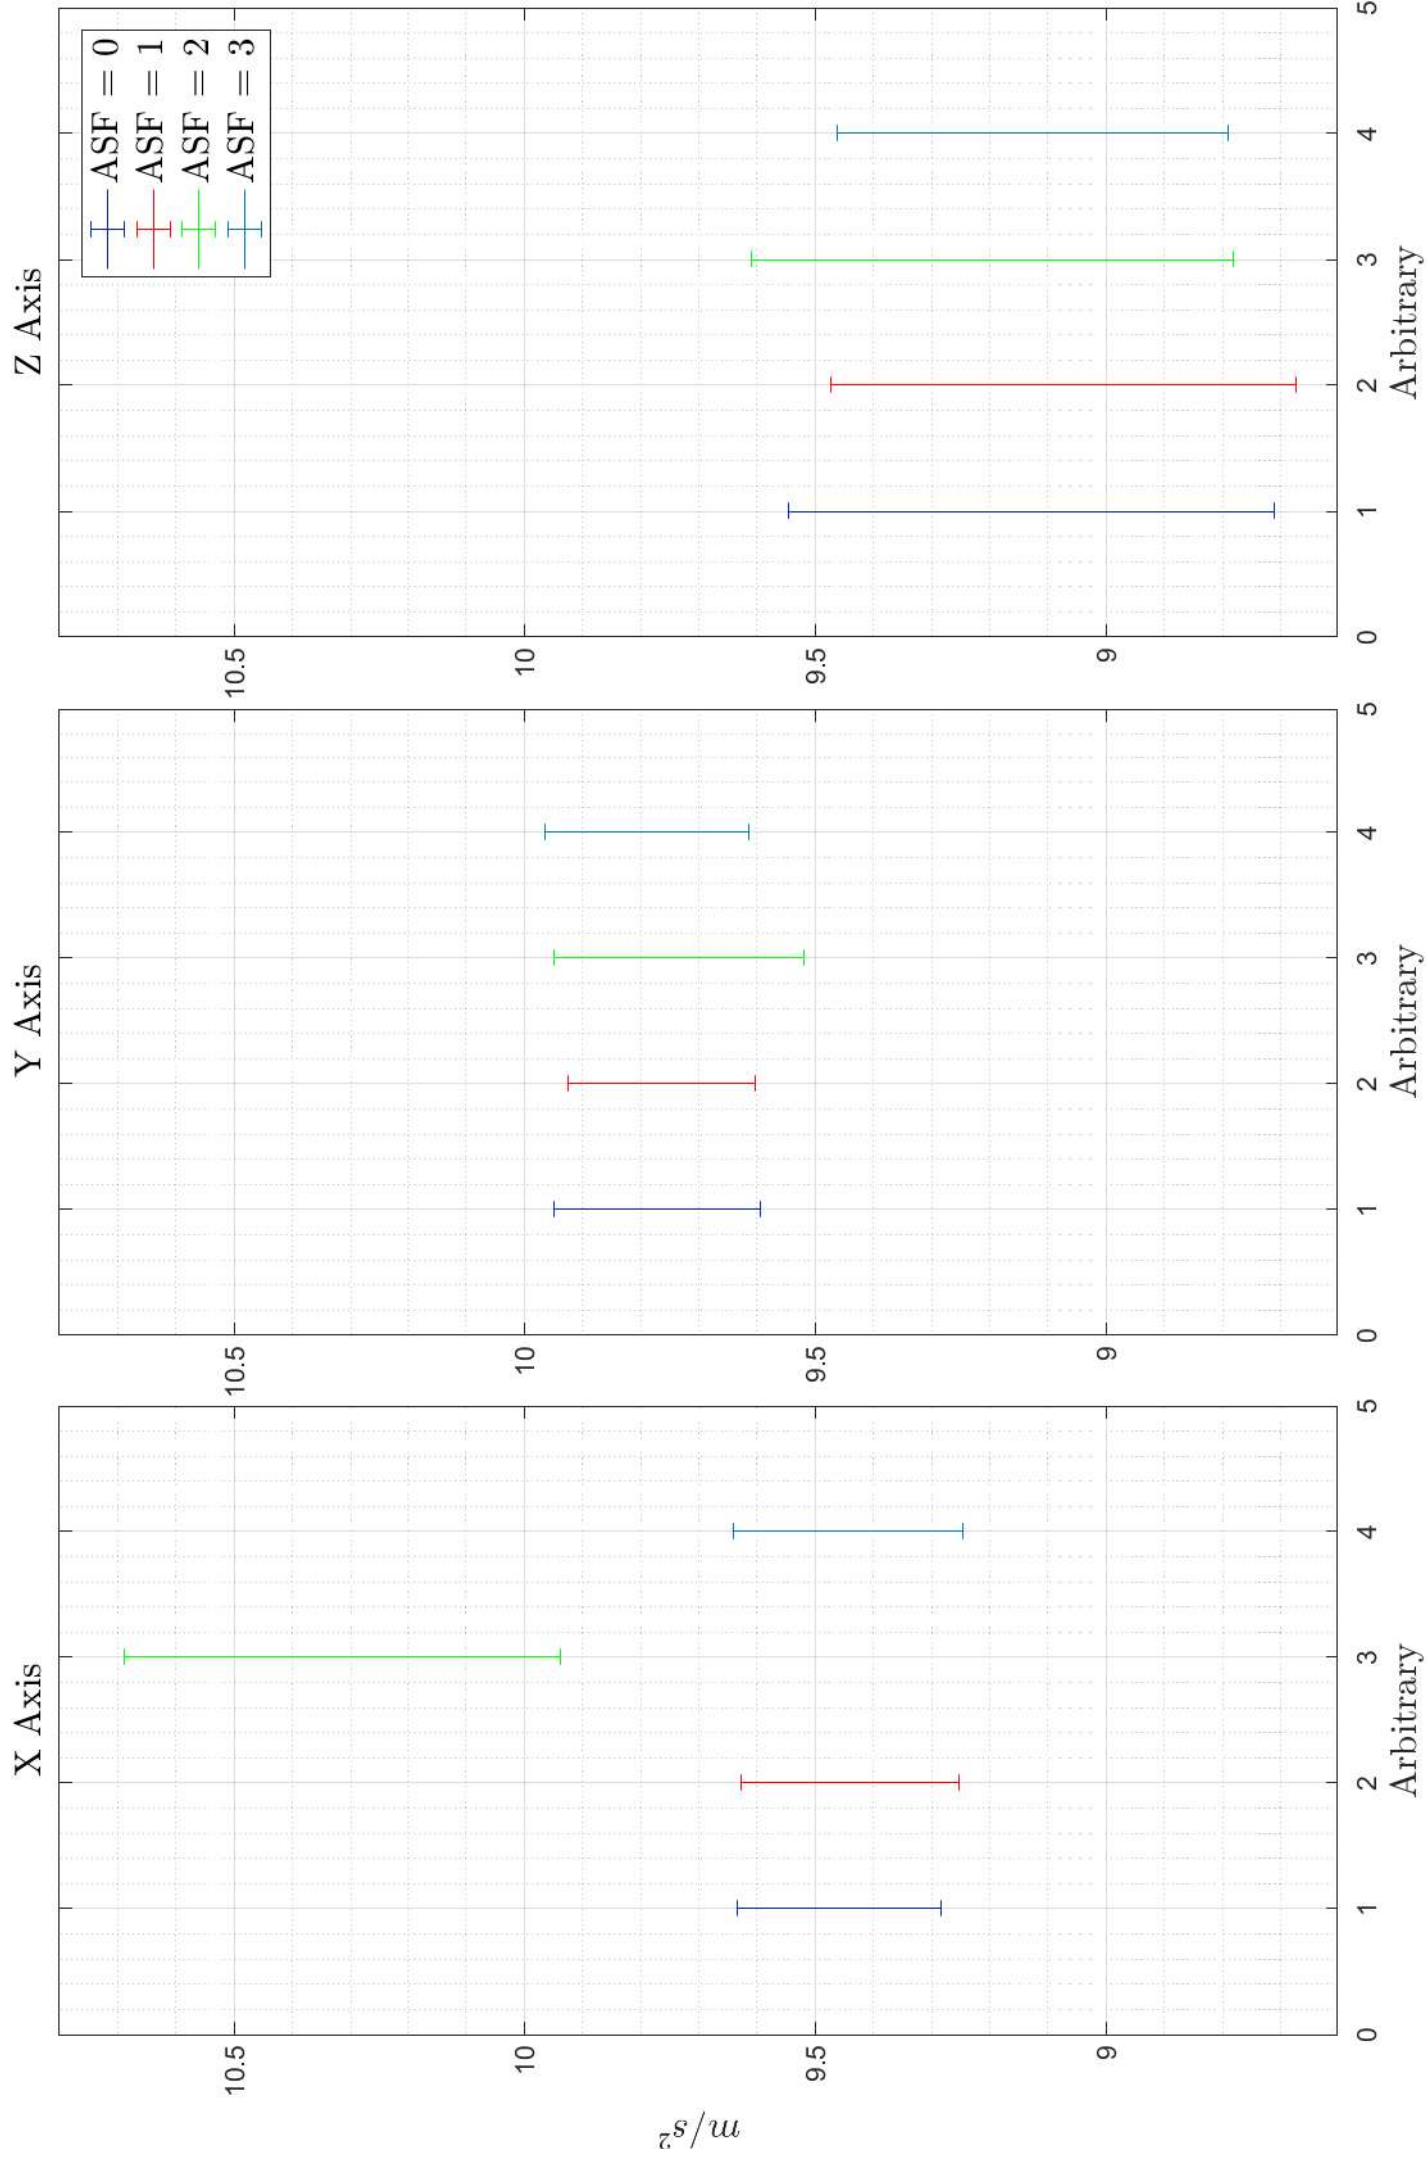 X Axis
Y Axis
Z Axis
ASF = 0
ASF = 1
ASF = 2
ASF = 3
m/s²
10.5
10
9.5
9
0 1 2 3 4 5
Arbitrary
10.5
10
9.5
9
0 1 2 3 4 5
Arbitrary
10.5
10
9.5
9
0 1 2 3 4 5
Arbitrary